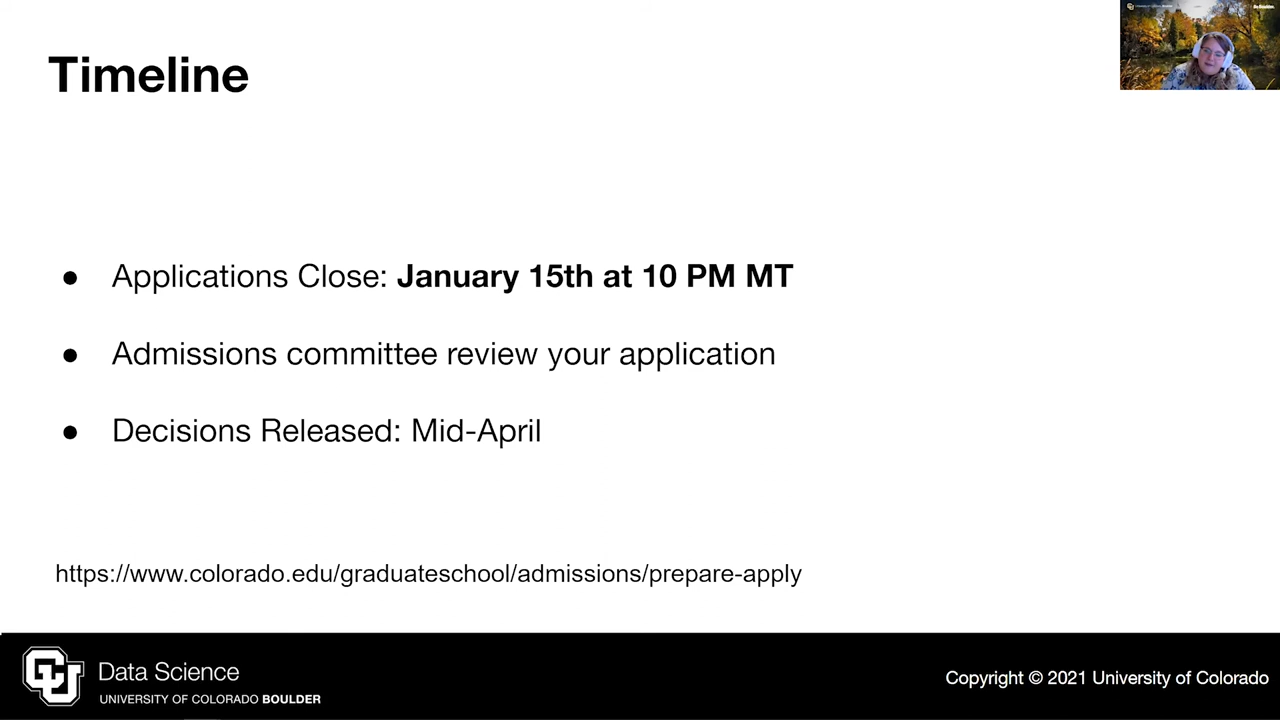 Timeline
● Applications Close: January 15th at 10 PM MT
● Admissions committee review your application
● Decisions Released: Mid-April
https://www.colorado.edu/graduateschool/admissions/prepare-apply
CU
Data Science
UNIVERSITY OF COLORADO BOULDER
Copyright © 2021 University of Colorado